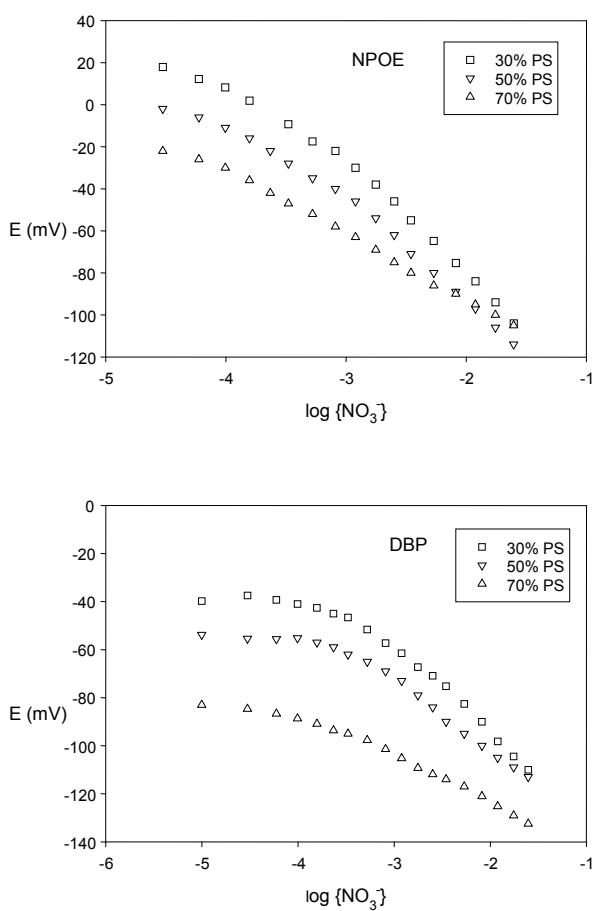 40
20
0
-20
-40
-60
-80
-100
-120
E (mV)
NPOE
30% PS
50% PS
70% PS
-5 -4 -3 -2 -1
log {NO₃⁻}
0
-20
-40
-60
-80
-100
-120
-140
E (mV)
DBP
30% PS
50% PS
70% PS
-6 -5 -4 -3 -2 -1
log {NO₃⁻}